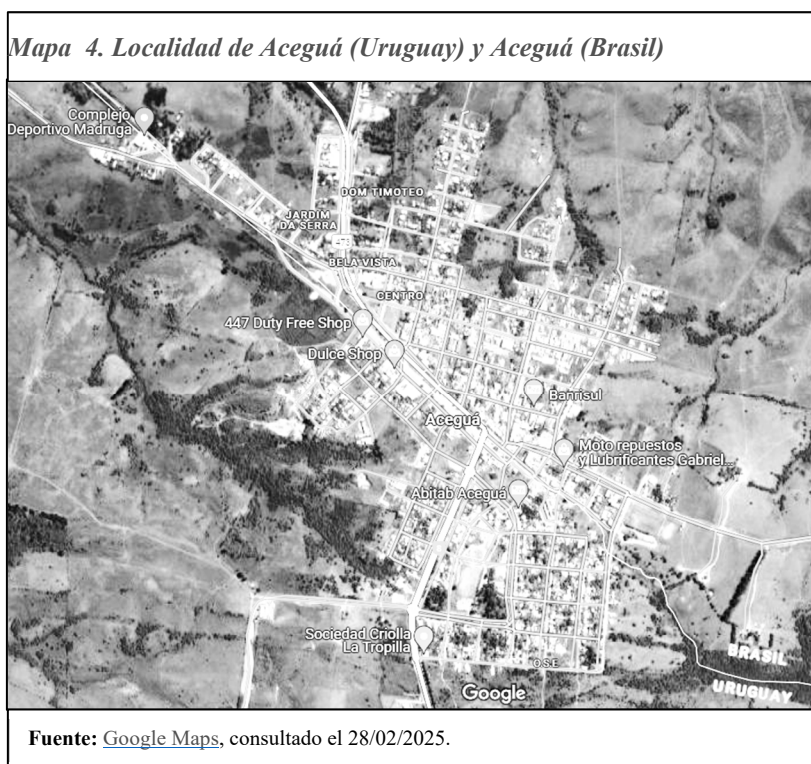 Mapa 4. Localidad de Aceguá (Uruguay) y Aceguá (Brasil)
Complejo
Deportivo Madruga
DOM TIMOTEO
JARDIM
DA SERRA
473
BELA VISTA
CENTRO
447 Duty Free Shop
Dulce Shop
Banrisul
Aceguá
Moto repuestos
y Lubrificantes Gabriel...
Abitab Aceguá
Sociedad Criolla
La Tropilla
O.S.E
BRASIL
URUGUAY
Google
Fuente: Google Maps, consultado el 28/02/2025.